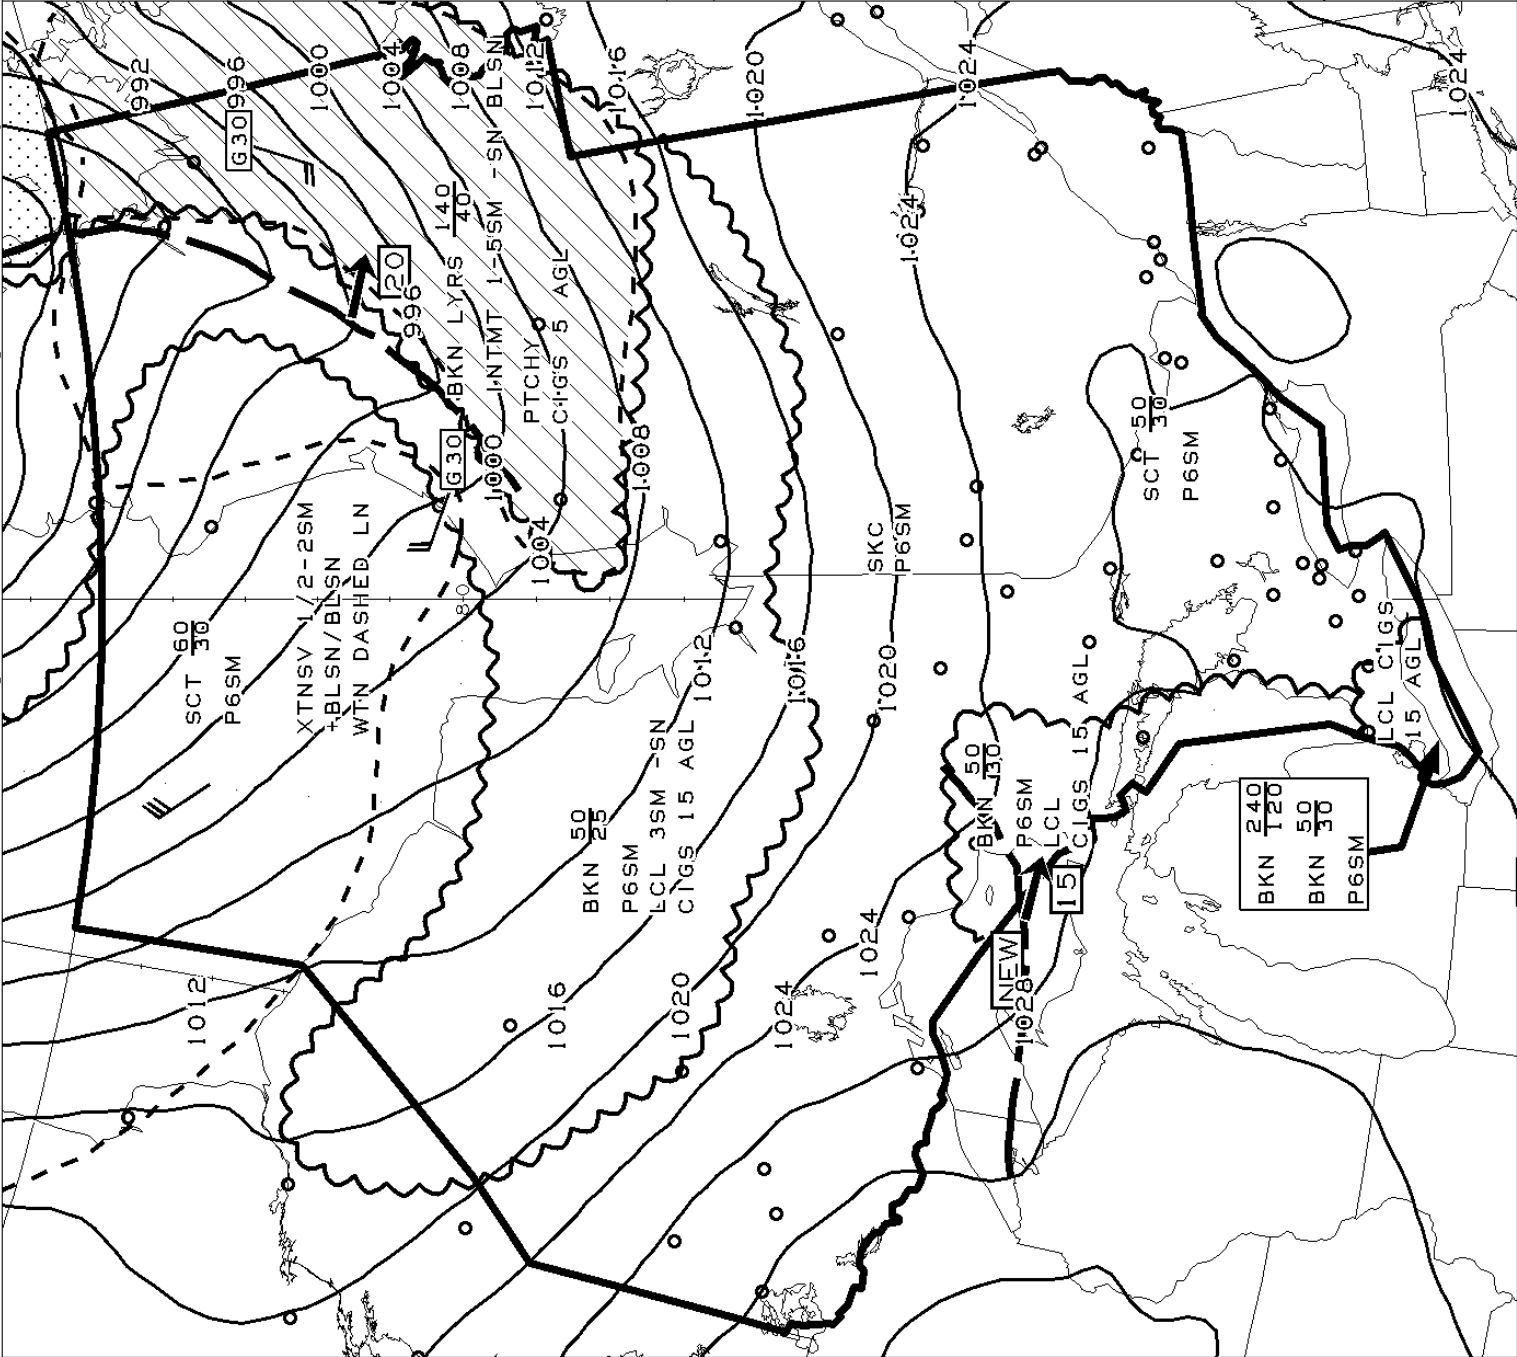 992
996
G30
1000
1004
1008
1012
1016
1020
1024
1024
SCT 60
30
P6SM
XTNSV 1/2-2SM
+BLSN/BLSN
WTN DASHED LN
1012
20
996
G30
BKN LYRS 140
40
INTMT 1-5SM -SN BLSN
PTCHY
CIGS 5 AGL
80
1000
1004
1008
1012
1016
1020
1024
BKN 50
25
P6SM
LCL 3SM -SN
CIGS 15 AGL
1016
1020
1024
1024
1028
SKC
P6SM
BKN 50
30
P6SM
LCL
CIGS 15 AGL
NEW
15
SCT 50
30
P6SM
BKN 240
120
BKN 50
30
P6SM
LCL CIGS
15 AGL